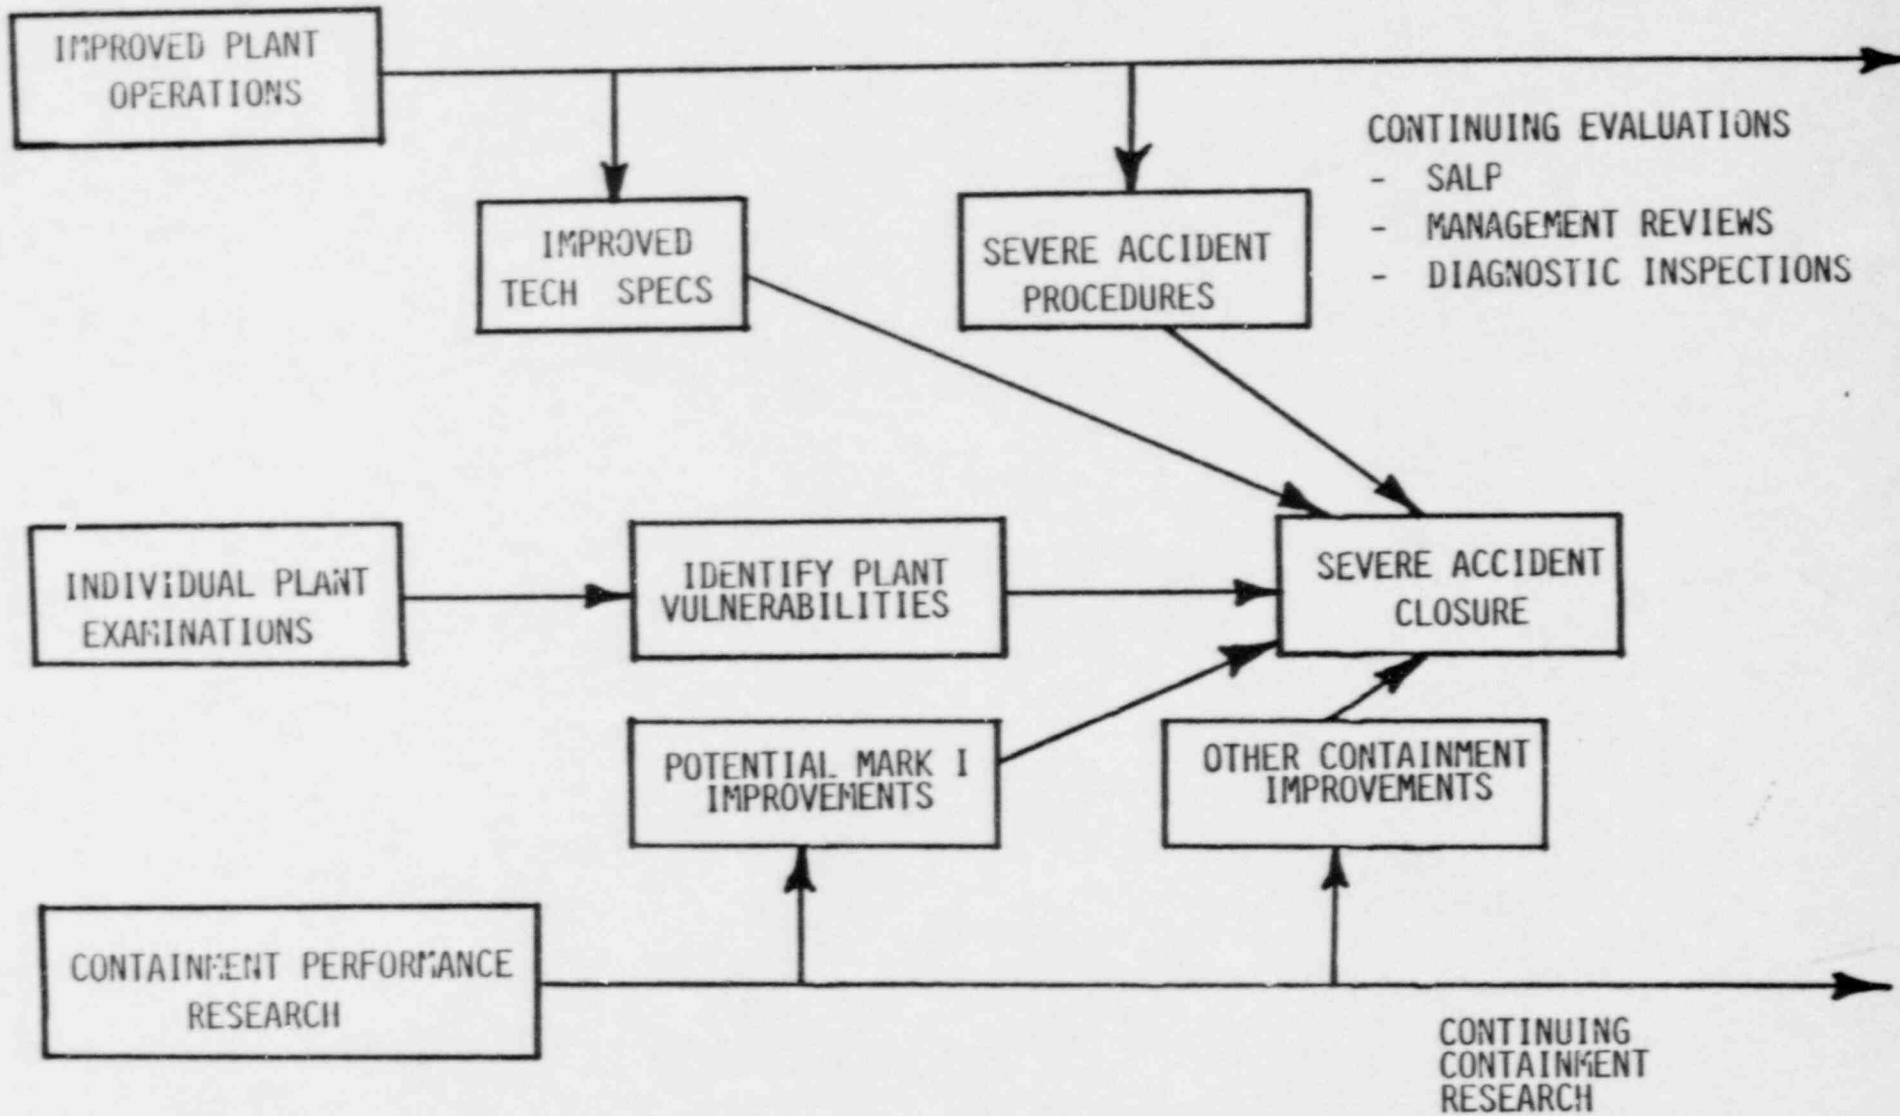 IMPROVED PLANT
OPERATIONS
CONTINUING EVALUATIONS
- SALP
- MANAGEMENT REVIEWS
- DIAGNOSTIC INSPECTIONS
IMPROVED
TECH SPECS
SEVERE ACCIDENT
PROCEDURES
INDIVIDUAL PLANT
EXAMINATIONS
IDENTIFY PLANT
VULNERABILITIES
SEVERE ACCIDENT
CLOSURE
POTENTIAL MARK I
IMPROVEMENTS
OTHER CONTAINMENT
IMPROVEMENTS
CONTAINMENT PERFORMANCE
RESEARCH
CONTINUING
CONTAINMENT
RESEARCH